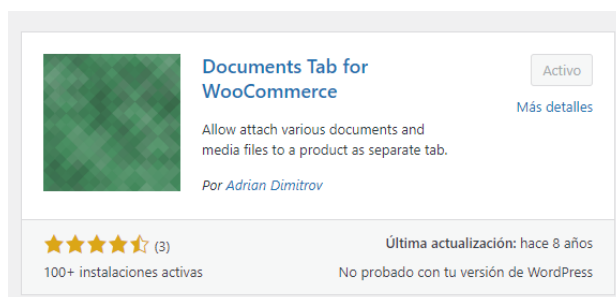 Documents Tab for
WooCommerce
Activo
Más detalles
Allow attach various documents and
media files to a product as separate tab.
Por Adrian Dimitrov
(3)
Última actualización: hace 8 años
100+ instalaciones activas
No probado con tu versión de WordPress